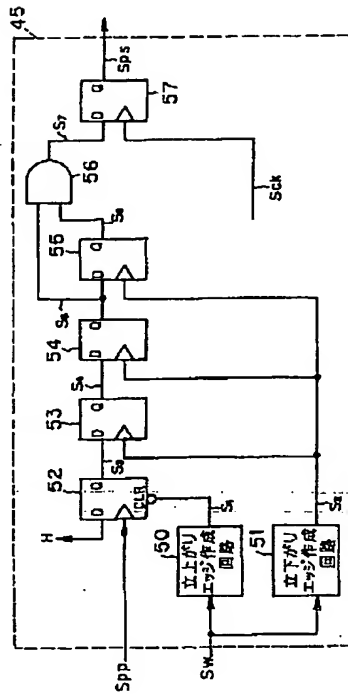 45
Sps
57
Q
D
S7
56
Sck
S6
S5
55
Q
D
54
Q
D
S4
53
Q
D
S3
52
Q
D
CLR
H
Spp
S1
50
立上がり
エッジ作成
回路
S2
51
立下がり
エッジ作成
回路
Sw